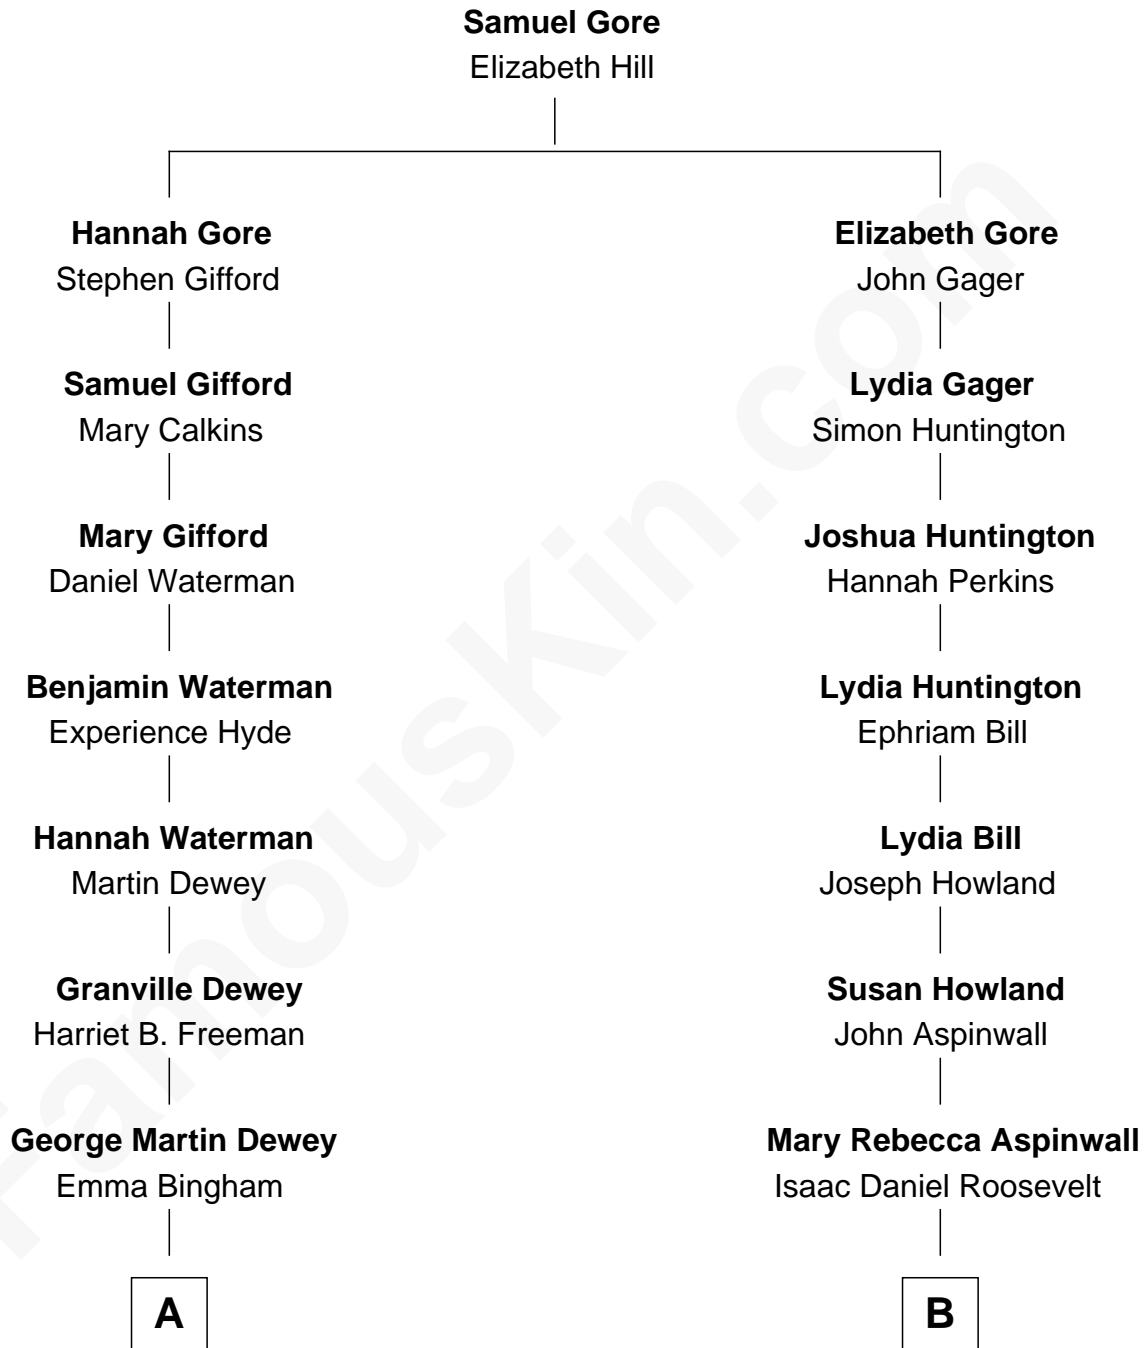 Samuel Gore
Elizabeth Hill
Hannah Gore
Stephen Gifford
Elizabeth Gore
John Gager
Samuel Gifford
Mary Calkins
Lydia Gager
Simon Huntington
Mary Gifford
Daniel Waterman
Joshua Huntington
Hannah Perkins
Benjamin Waterman
Experience Hyde
Lydia Huntington
Ephriam Bill
Hannah Waterman
Martin Dewey
Lydia Bill
Joseph Howland
Granville Dewey
Harriet B. Freeman
Susan Howland
John Aspinwall
George Martin Dewey
Emma Bingham
Mary Rebecca Aspinwall
Isaac Daniel Roosevelt
A
B
FamousKin.com